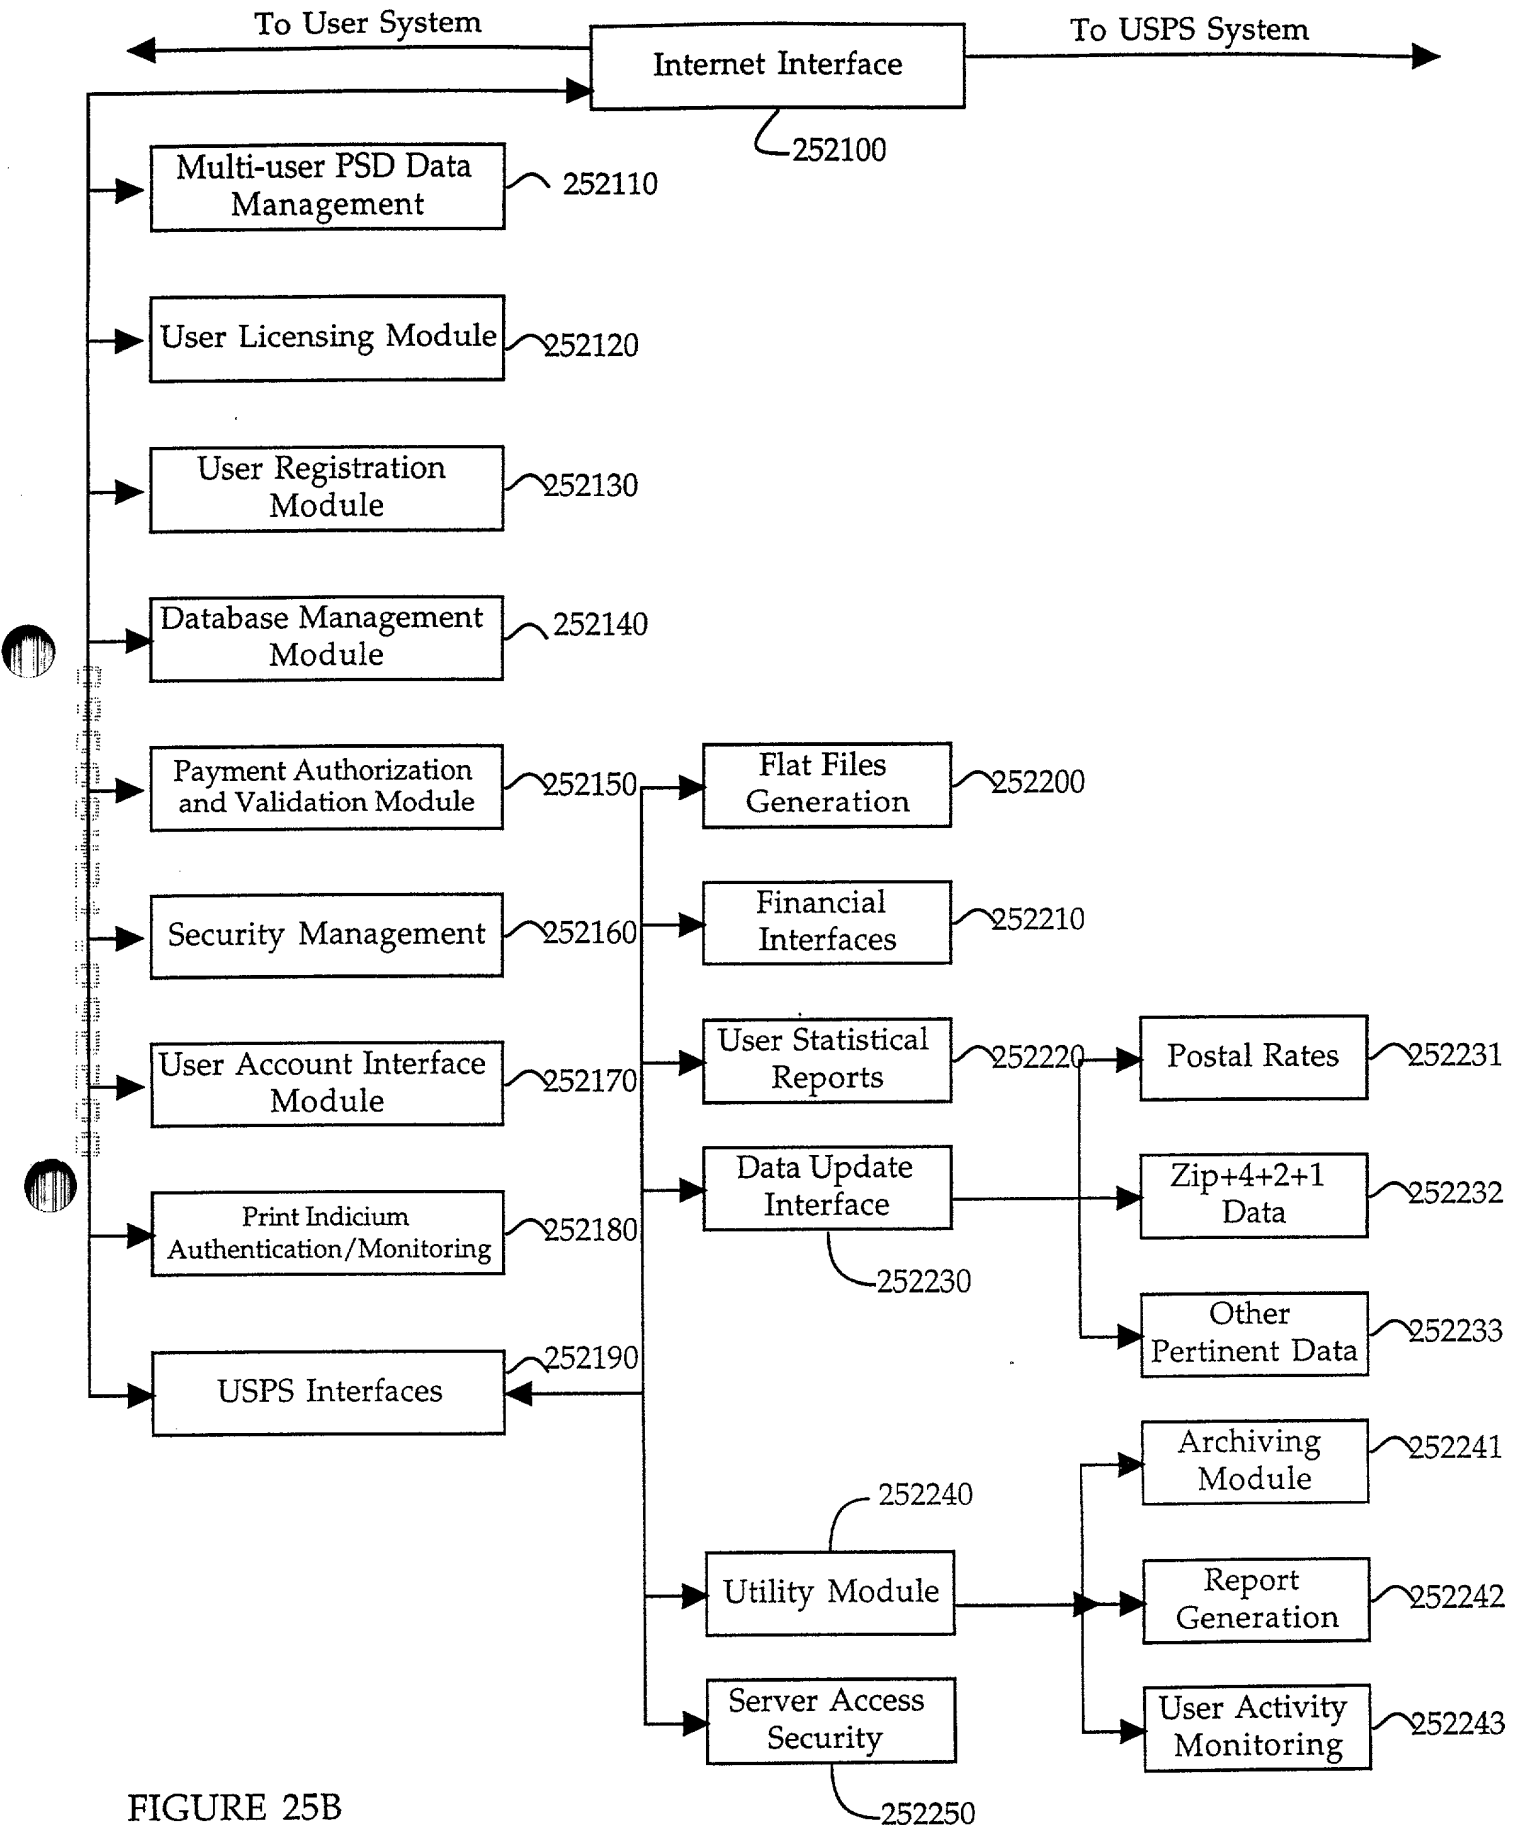 To User System
To USPS System
Internet Interface
252100
Multi-user PSD Data
Management
252110
User Licensing Module
252120
User Registration
Module
252130
Database Management
Module
252140
Payment Authorization
and Validation Module
252150
Flat Files
Generation
252200
Security Management
252160
Financial
Interfaces
252210
User Account Interface
Module
252170
User Statistical
Reports
252220
Postal Rates
252231
Print Indicium
Authentication/Monitoring
252180
Data Update
Interface
252230
Zip+4+2+1
Data
252232
Other
Pertinent Data
252233
USPS Interfaces
252190
Archiving
Module
252241
252240
Utility Module
Report
Generation
252242
Server Access
Security
252250
User Activity
Monitoring
252243
FIGURE 25B